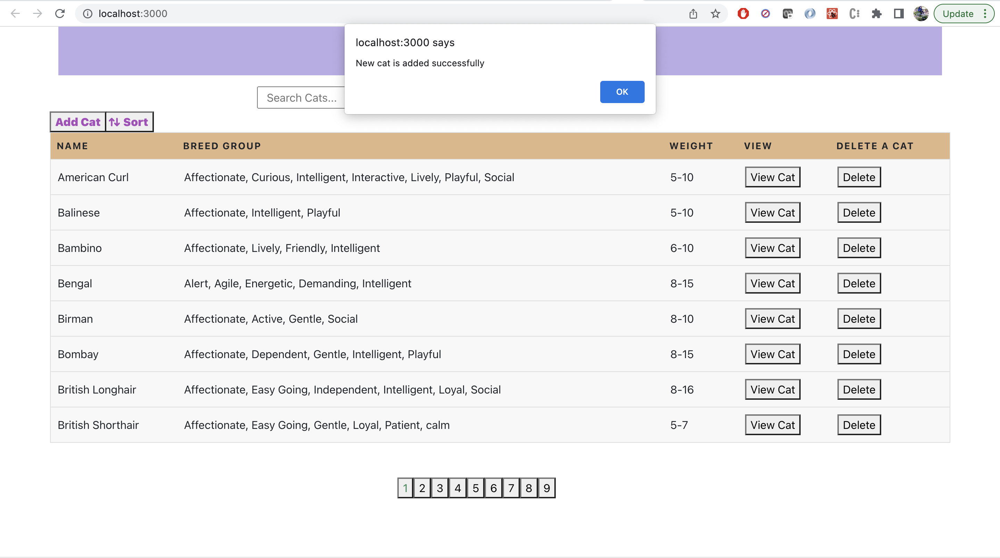 localhost:3000
Update
localhost:3000 says
New cat is added successfully
OK
Search Cats...
Add Cat Sort
NAME BREED GROUP WEIGHT VIEW DELETE A CAT
American Curl Affectionate, Curious, Intelligent, Interactive, Lively, Playful, Social 5-10 View Cat Delete
Balinese Affectionate, Intelligent, Playful 5-10 View Cat Delete
Bambino Affectionate, Lively, Friendly, Intelligent 6-10 View Cat Delete
Bengal Alert, Agile, Energetic, Demanding, Intelligent 8-15 View Cat Delete
Birman Affectionate, Active, Gentle, Social 8-10 View Cat Delete
Bombay Affectionate, Dependent, Gentle, Intelligent, Playful 8-15 View Cat Delete
British Longhair Affectionate, Easy Going, Independent, Intelligent, Loyal, Social 8-16 View Cat Delete
British Shorthair Affectionate, Easy Going, Gentle, Loyal, Patient, calm 5-7 View Cat Delete
1 2 3 4 5 6 7 8 9